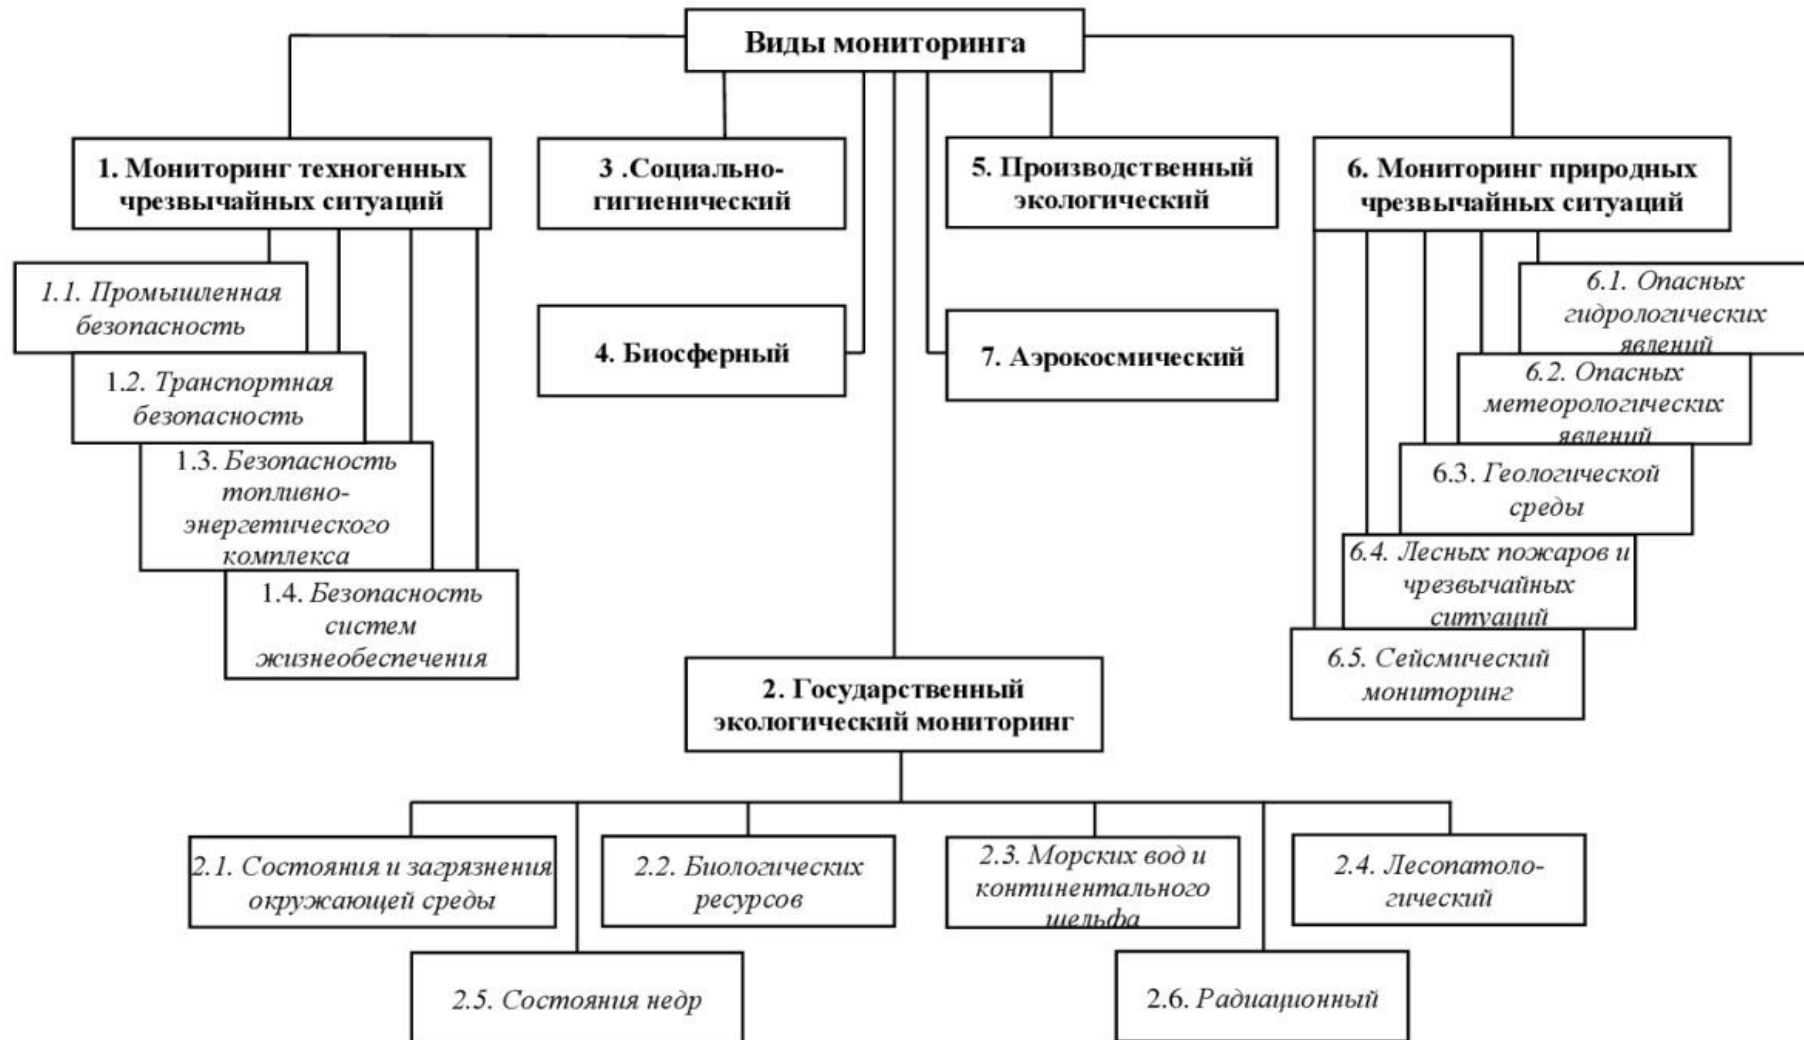 Виды мониторинга
1. Мониторинг техногенных
чрезвычайных ситуаций
3 .Социально-
гигиенический
5. Производственный
экологический
6. Мониторинг природных
чрезвычайных ситуаций
1.1. Промышленная
безопасность
1.2. Транспортная
безопасность
1.3. Безопасность
топливно-
энергетического
комплекса
1.4. Безопасность
систем
жизнеобеспечения
4. Биосферный
7. Аэрокосмический
6.1. Опасных
гидрологических
явлений
6.2. Опасных
метеорологических
явлений
6.3. Геологической
среды
6.4. Лесных пожаров и
чрезвычайных
ситуаций
6.5. Сейсмический
мониторинг
2. Государственный
экологический мониторинг
2.1. Состояния и загрязнения
окружающей среды
2.2. Биологических
ресурсов
2.3. Морских вод и
континентального
шельфа
2.4. Лесопатоло-
гический
2.5. Состояния недр
2.6. Радиационный